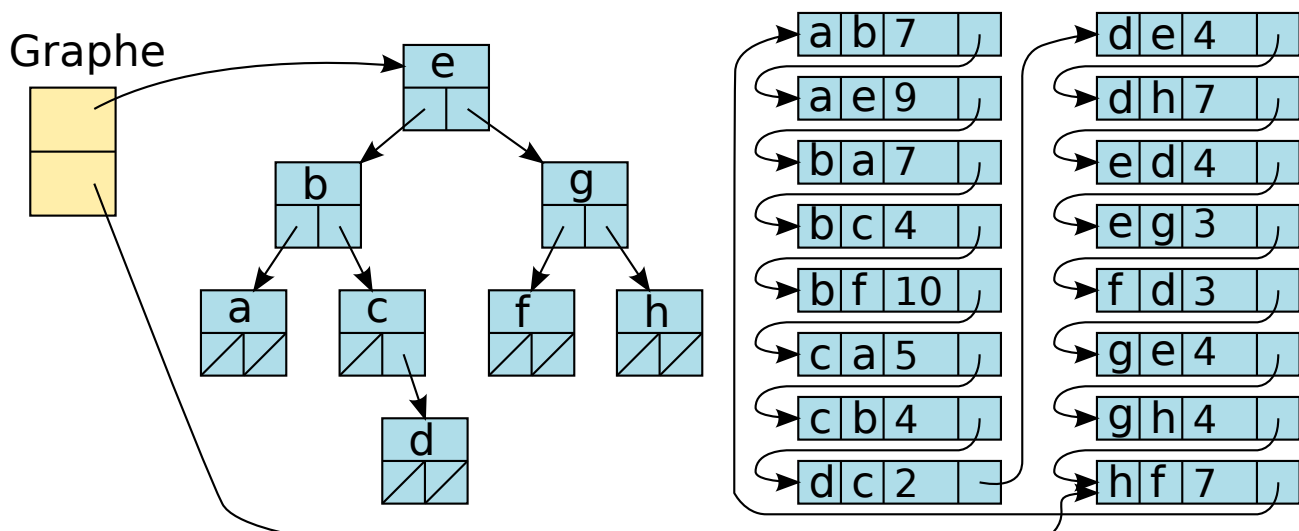 Graphe
e
b
g
a
c
f
h
d
a b 7
a e 9
b a 7
b c 4
b f 10
c a 5
c b 4
d c 2
d e 4
d h 7
e d 4
e g 3
f d 3
g e 4
g h 4
h f 7